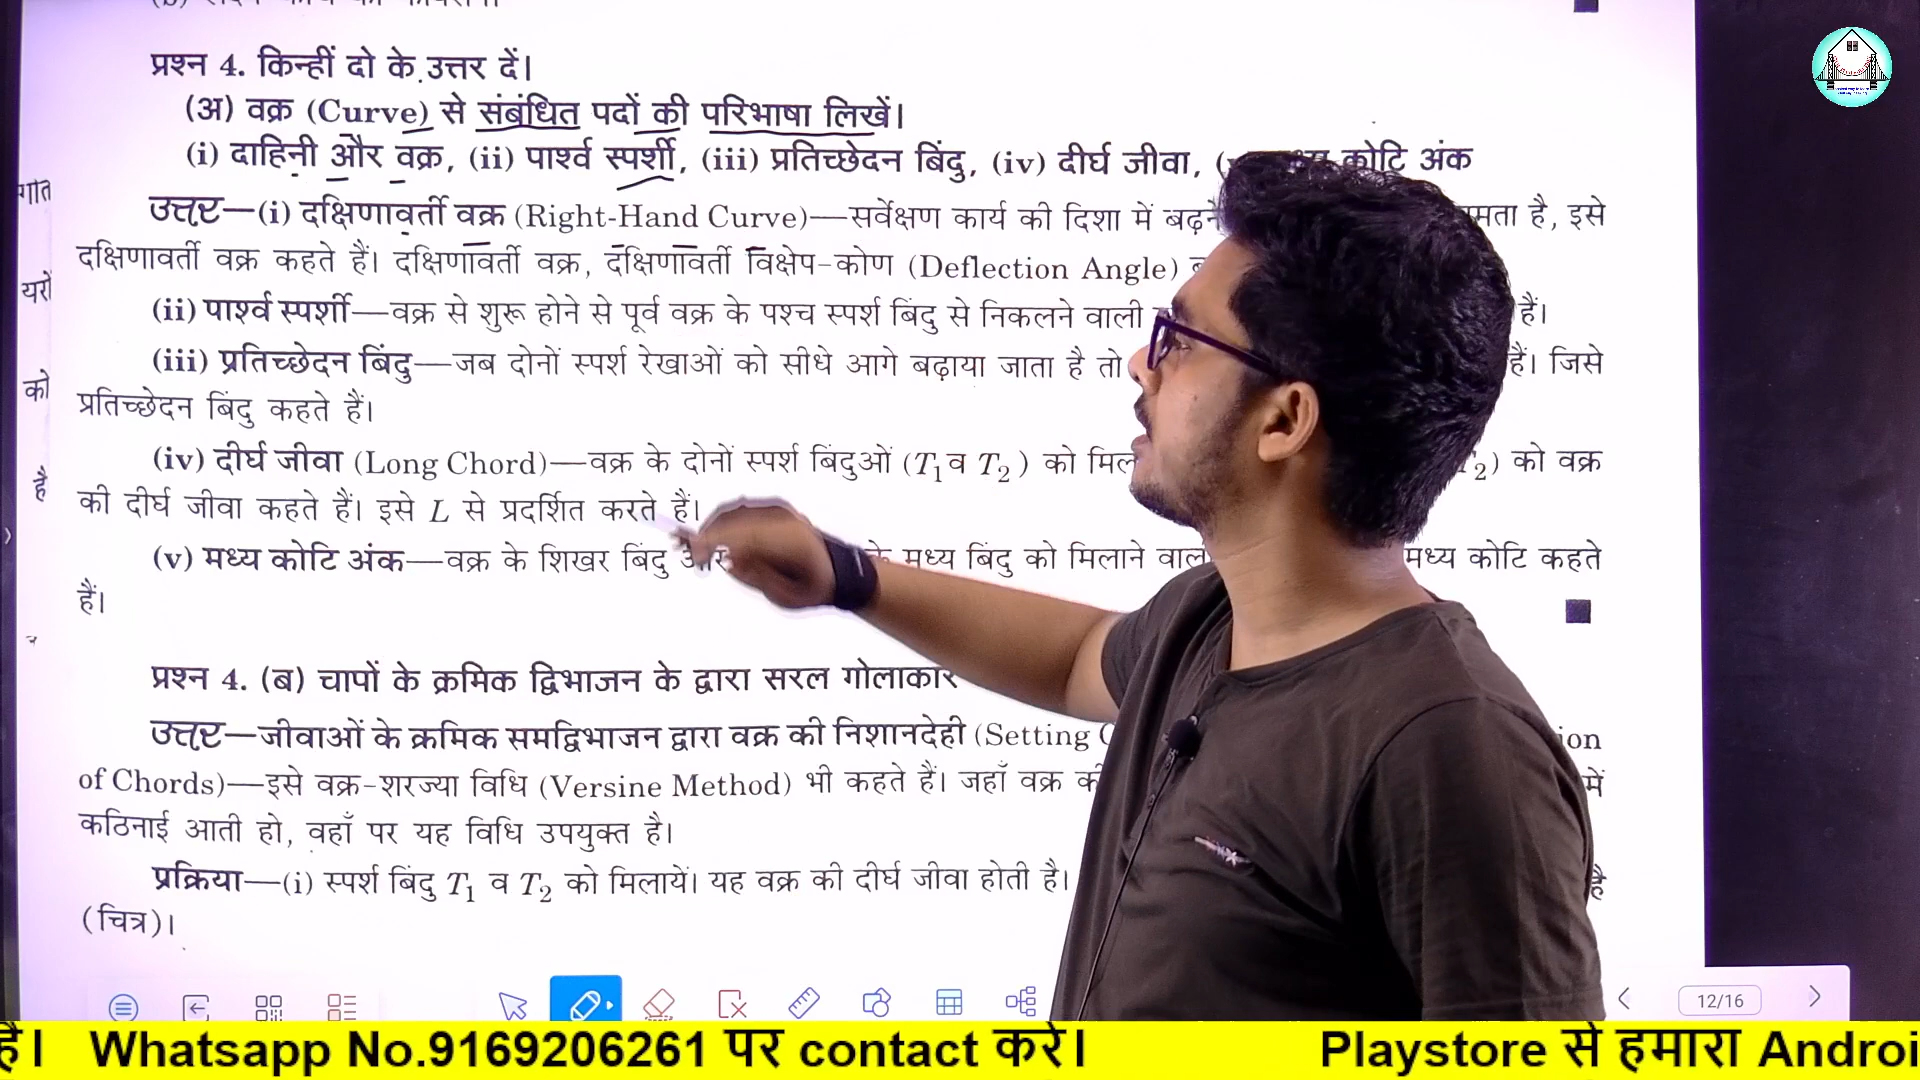 प्रश्न 4. किन्हीं दो के उत्तर दें।
(अ) वक्र (Curve) से संबंधित पदों की परिभाषा लिखें।
(i) दाहिनी और वक्र, (ii) पार्श्व स्पर्शी, (iii) प्रतिच्छेदन बिंदु, (iv) दीर्घ जीवा, कोटि अंक
उत्तर—(i) दक्षिणावर्ती वक्र (Right-Hand Curve)—सर्वेक्षण कार्य की दिशा में है, इसे
दक्षिणावर्ती वक्र कहते हैं। दक्षिणावर्ती वक्र, दक्षिणावर्ती विक्षेप-कोण (Deflection Angle)
(ii) पार्श्व स्पर्शी—वक्र से शुरू होने से पूर्व वक्र के पश्च स्पर्श बिंदु से निकलने वाली हैं।
(iii) प्रतिच्छेदन बिंदु—जब दोनों स्पर्श रेखाओं को सीधे आगे बढ़ाया जाता है तो हैं। जिसे
प्रतिच्छेदन बिंदु कहते हैं।
(iv) दीर्घ जीवा (Long Chord)—वक्र के दोनों स्पर्श बिंदुओं (T1 व T2) को को वक्र
की दीर्घ जीवा कहते हैं। इसे L से प्रदर्शित करते हैं।
(v) मध्य कोटि अंक—वक्र के शिखर बिंदु मध्य बिंदु को मिलाने मध्य कोटि कहते
हैं।
प्रश्न 4. (ब) चापों के क्रमिक द्विभाजन के द्वारा सरल गोलाकार
उत्तर—जीवाओं के क्रमिक समद्विभाजन द्वारा वक्र की निशानदेही (Setting
of Chords)—इसे वक्र-शरज्या विधि (Versine Method) भी कहते हैं। जहाँ वक्र में
कठिनाई आती हो, वहाँ पर यह विधि उपयुक्त है।
प्रक्रिया—(i) स्पर्श बिंदु T1 व T2 को मिलायें। यह वक्र की दीर्घ जीवा होती है। है
(चित्र)।
को
है
12/16
है। Whatsapp No.9169206261 पर contact करे। Playstore से हमारा